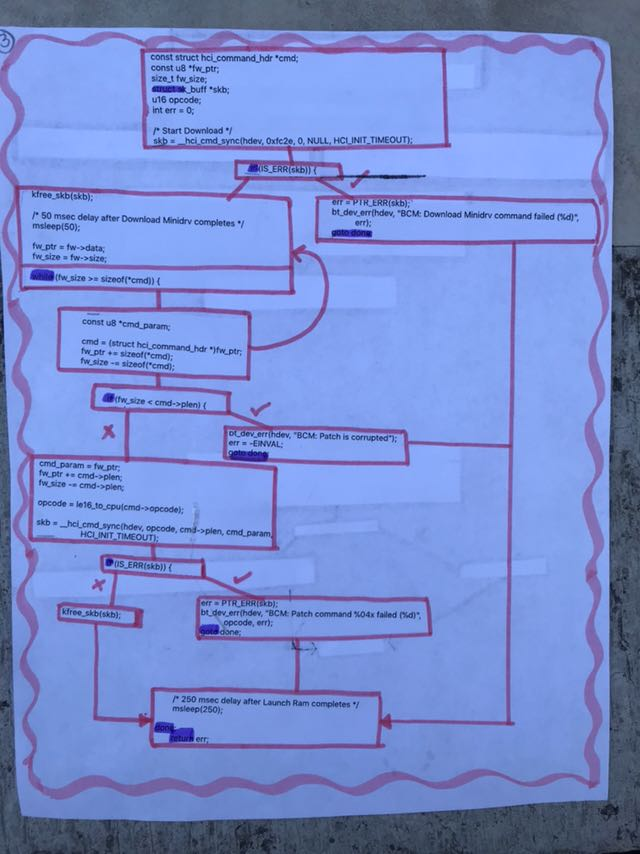 3
const struct hci_command_hdr *cmd;
const u8 *fw_ptr;
size_t fw_size;
struct sk_buff *skb;
u16 opcode;
int err = 0;
/* Start Download */
skb = __hci_cmd_sync(hdev, 0xfc2e, 0, NULL, HCI_INIT_TIMEOUT);
if(IS_ERR(skb)) {
kfree_skb(skb);
/* 50 msec delay after Download Minidrv completes */
msleep(50);
fw_ptr = fw->data;
fw_size = fw->size;
while(fw_size >= sizeof(*cmd)) {
err = PTR_ERR(skb);
bt_dev_err(hdev, "BCM: Download Minidrv command failed (%d)",
err);
goto done
const u8 *cmd_param;
cmd = (struct hci_command_hdr *)fw_ptr;
fw_ptr += sizeof(*cmd);
fw_size -= sizeof(*cmd);
if(fw_size < cmd->plen) {
bt_dev_err(hdev, "BCM: Patch is corrupted");
err = -EINVAL;
goto done;
cmd_param = fw_ptr;
fw_ptr += cmd->plen;
fw_size -= cmd->plen;
opcode = le16_to_cpu(cmd->opcode);
skb = __hci_cmd_sync(hdev, opcode, cmd->plen, cmd_param,
HCI_INIT_TIMEOUT);
if(IS_ERR(skb)) {
kfree_skb(skb);
err = PTR_ERR(skb);
bt_dev_err(hdev, "BCM: Patch command %04x failed (%d)",
opcode, err);
goto done;
/* 250 msec delay after Launch Ram completes */
msleep(250);
done:
return err;